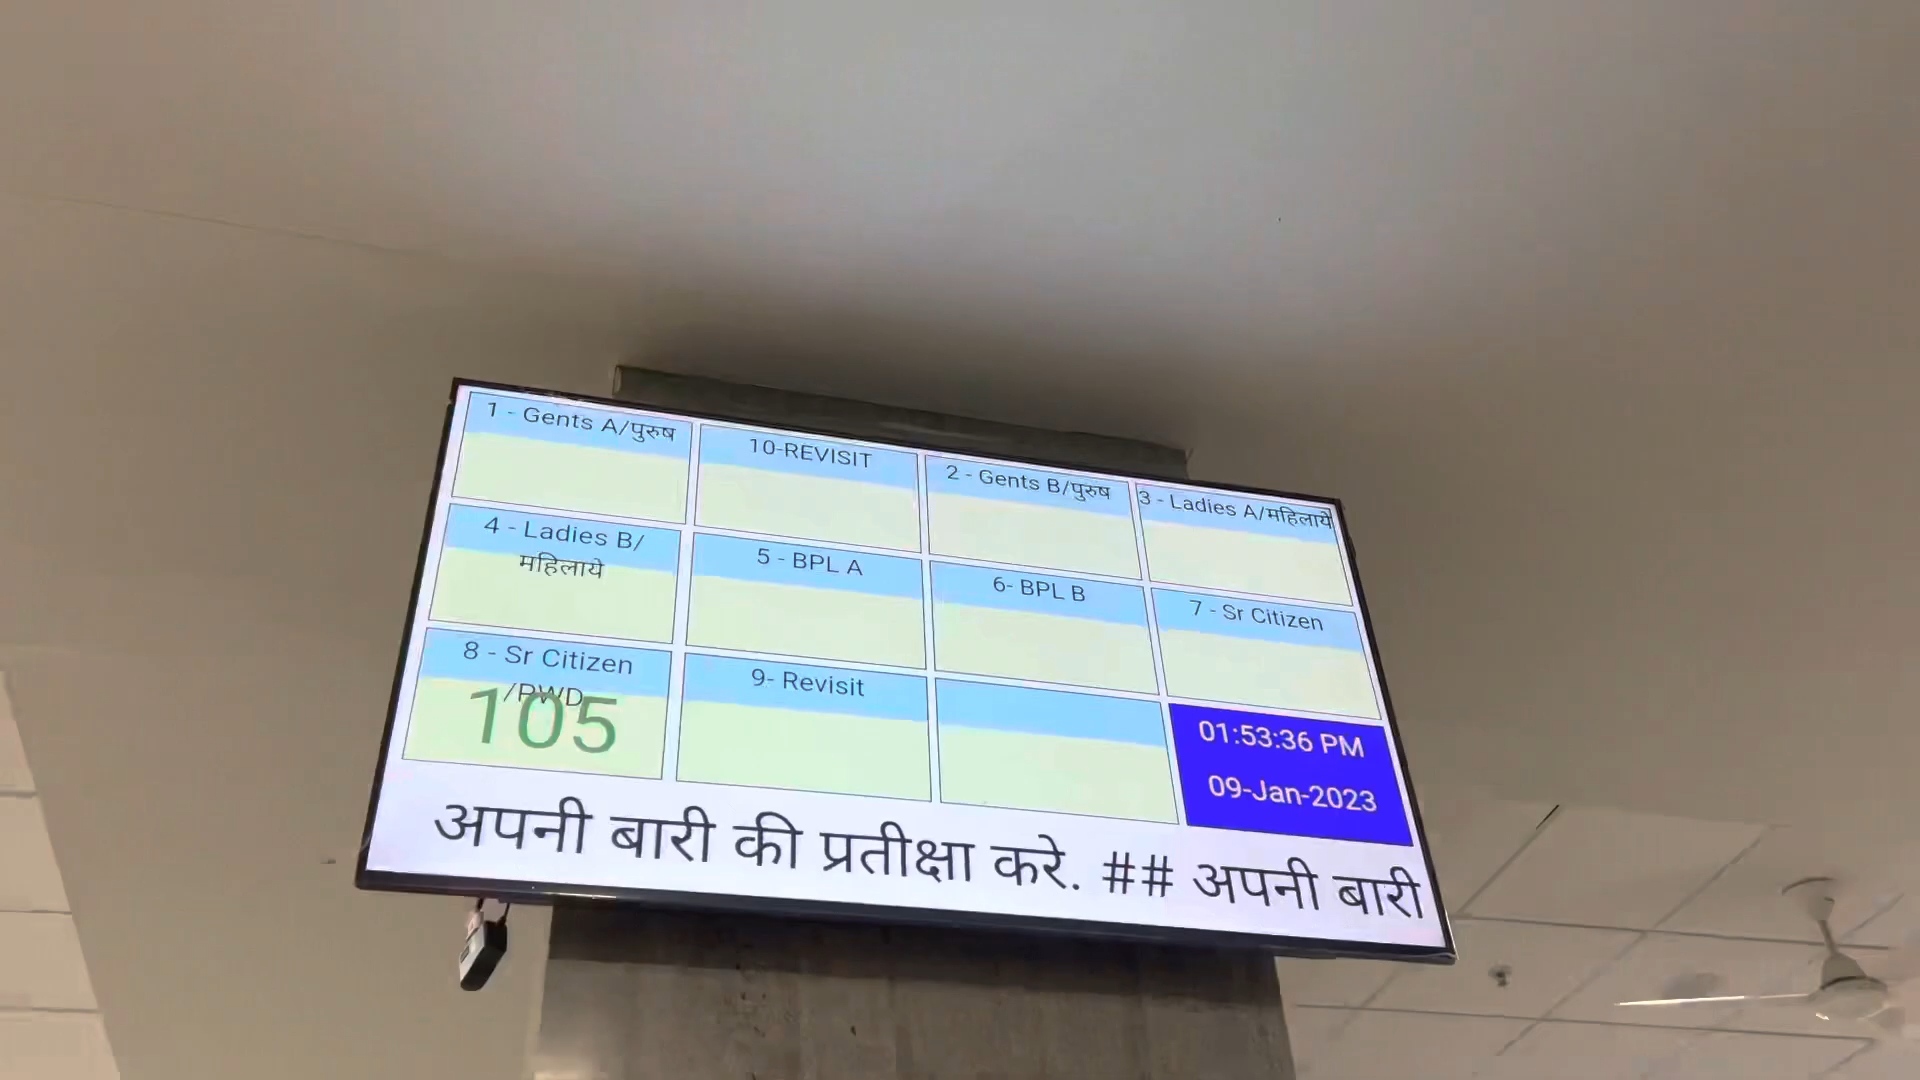 1 - Gents A/पुरुष
10-REVISIT
2 - Gents B/पुरुष
3 - Ladies A/महिलाये
4 - Ladies B/
महिलाये
5 - BPL A
6- BPL B
7 - Sr Citizen
8 - Sr Citizen
/PWD
105
9- Revisit
01:53:36 PM
09-Jan-2023
अपनी बारी की प्रतीक्षा करे. ## अपनी बारी